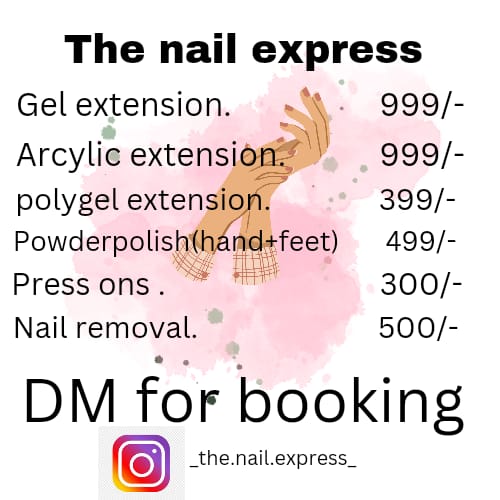 The nail express
Gel extension. 999/-
Arcylic extension. 999/-
polygel extension. 399/-
Powderpolish(hand+feet) 499/-
Press ons . 300/-
Nail removal. 500/-
DM for booking
_the.nail.express_